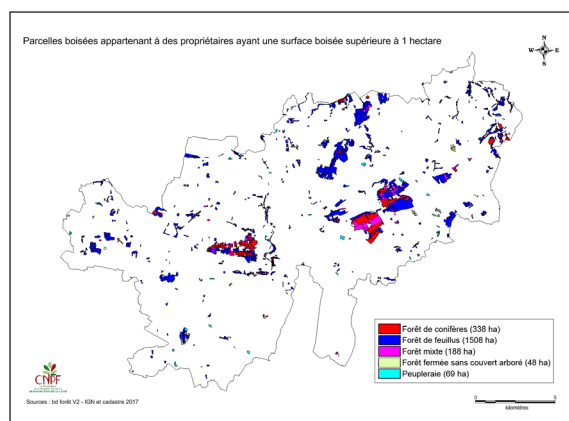 Parcelles boisées appartenant à des propriétaires ayant une surface boisée supérieure à 1 hectare
N
W E
S
Forêt de conifères (338 ha)
Forêt de feuillus (1508 ha)
Forêt mixte (188 ha)
Forêt fermée sans couvert arboré (48 ha)
Peupleraie (69 ha)
CNPF
Sources : bd forêt V2 - IGN et cadastre 2017
0 5
kilomètres